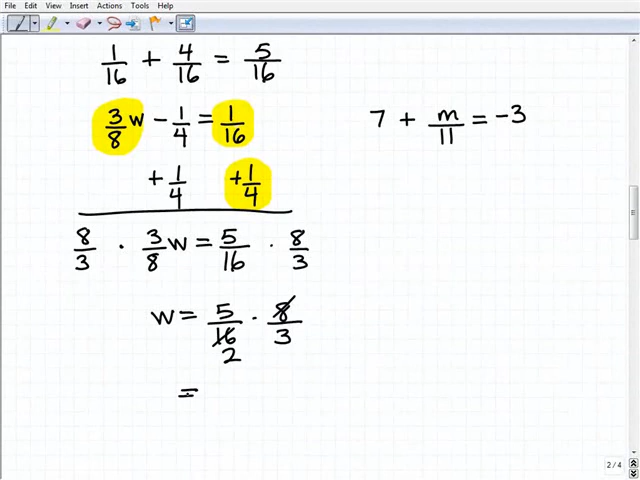 File Edit View Insert Actions Tools Help
1/16 + 4/16 = 5/16
3/8 w - 1/4 = 1/16
+ 1/4 + 1/4
8/3 · 3/8 w = 5/16 · 8/3
w = 5/16 · 8/3
2
=
7 + m/11 = -3
2 / 4